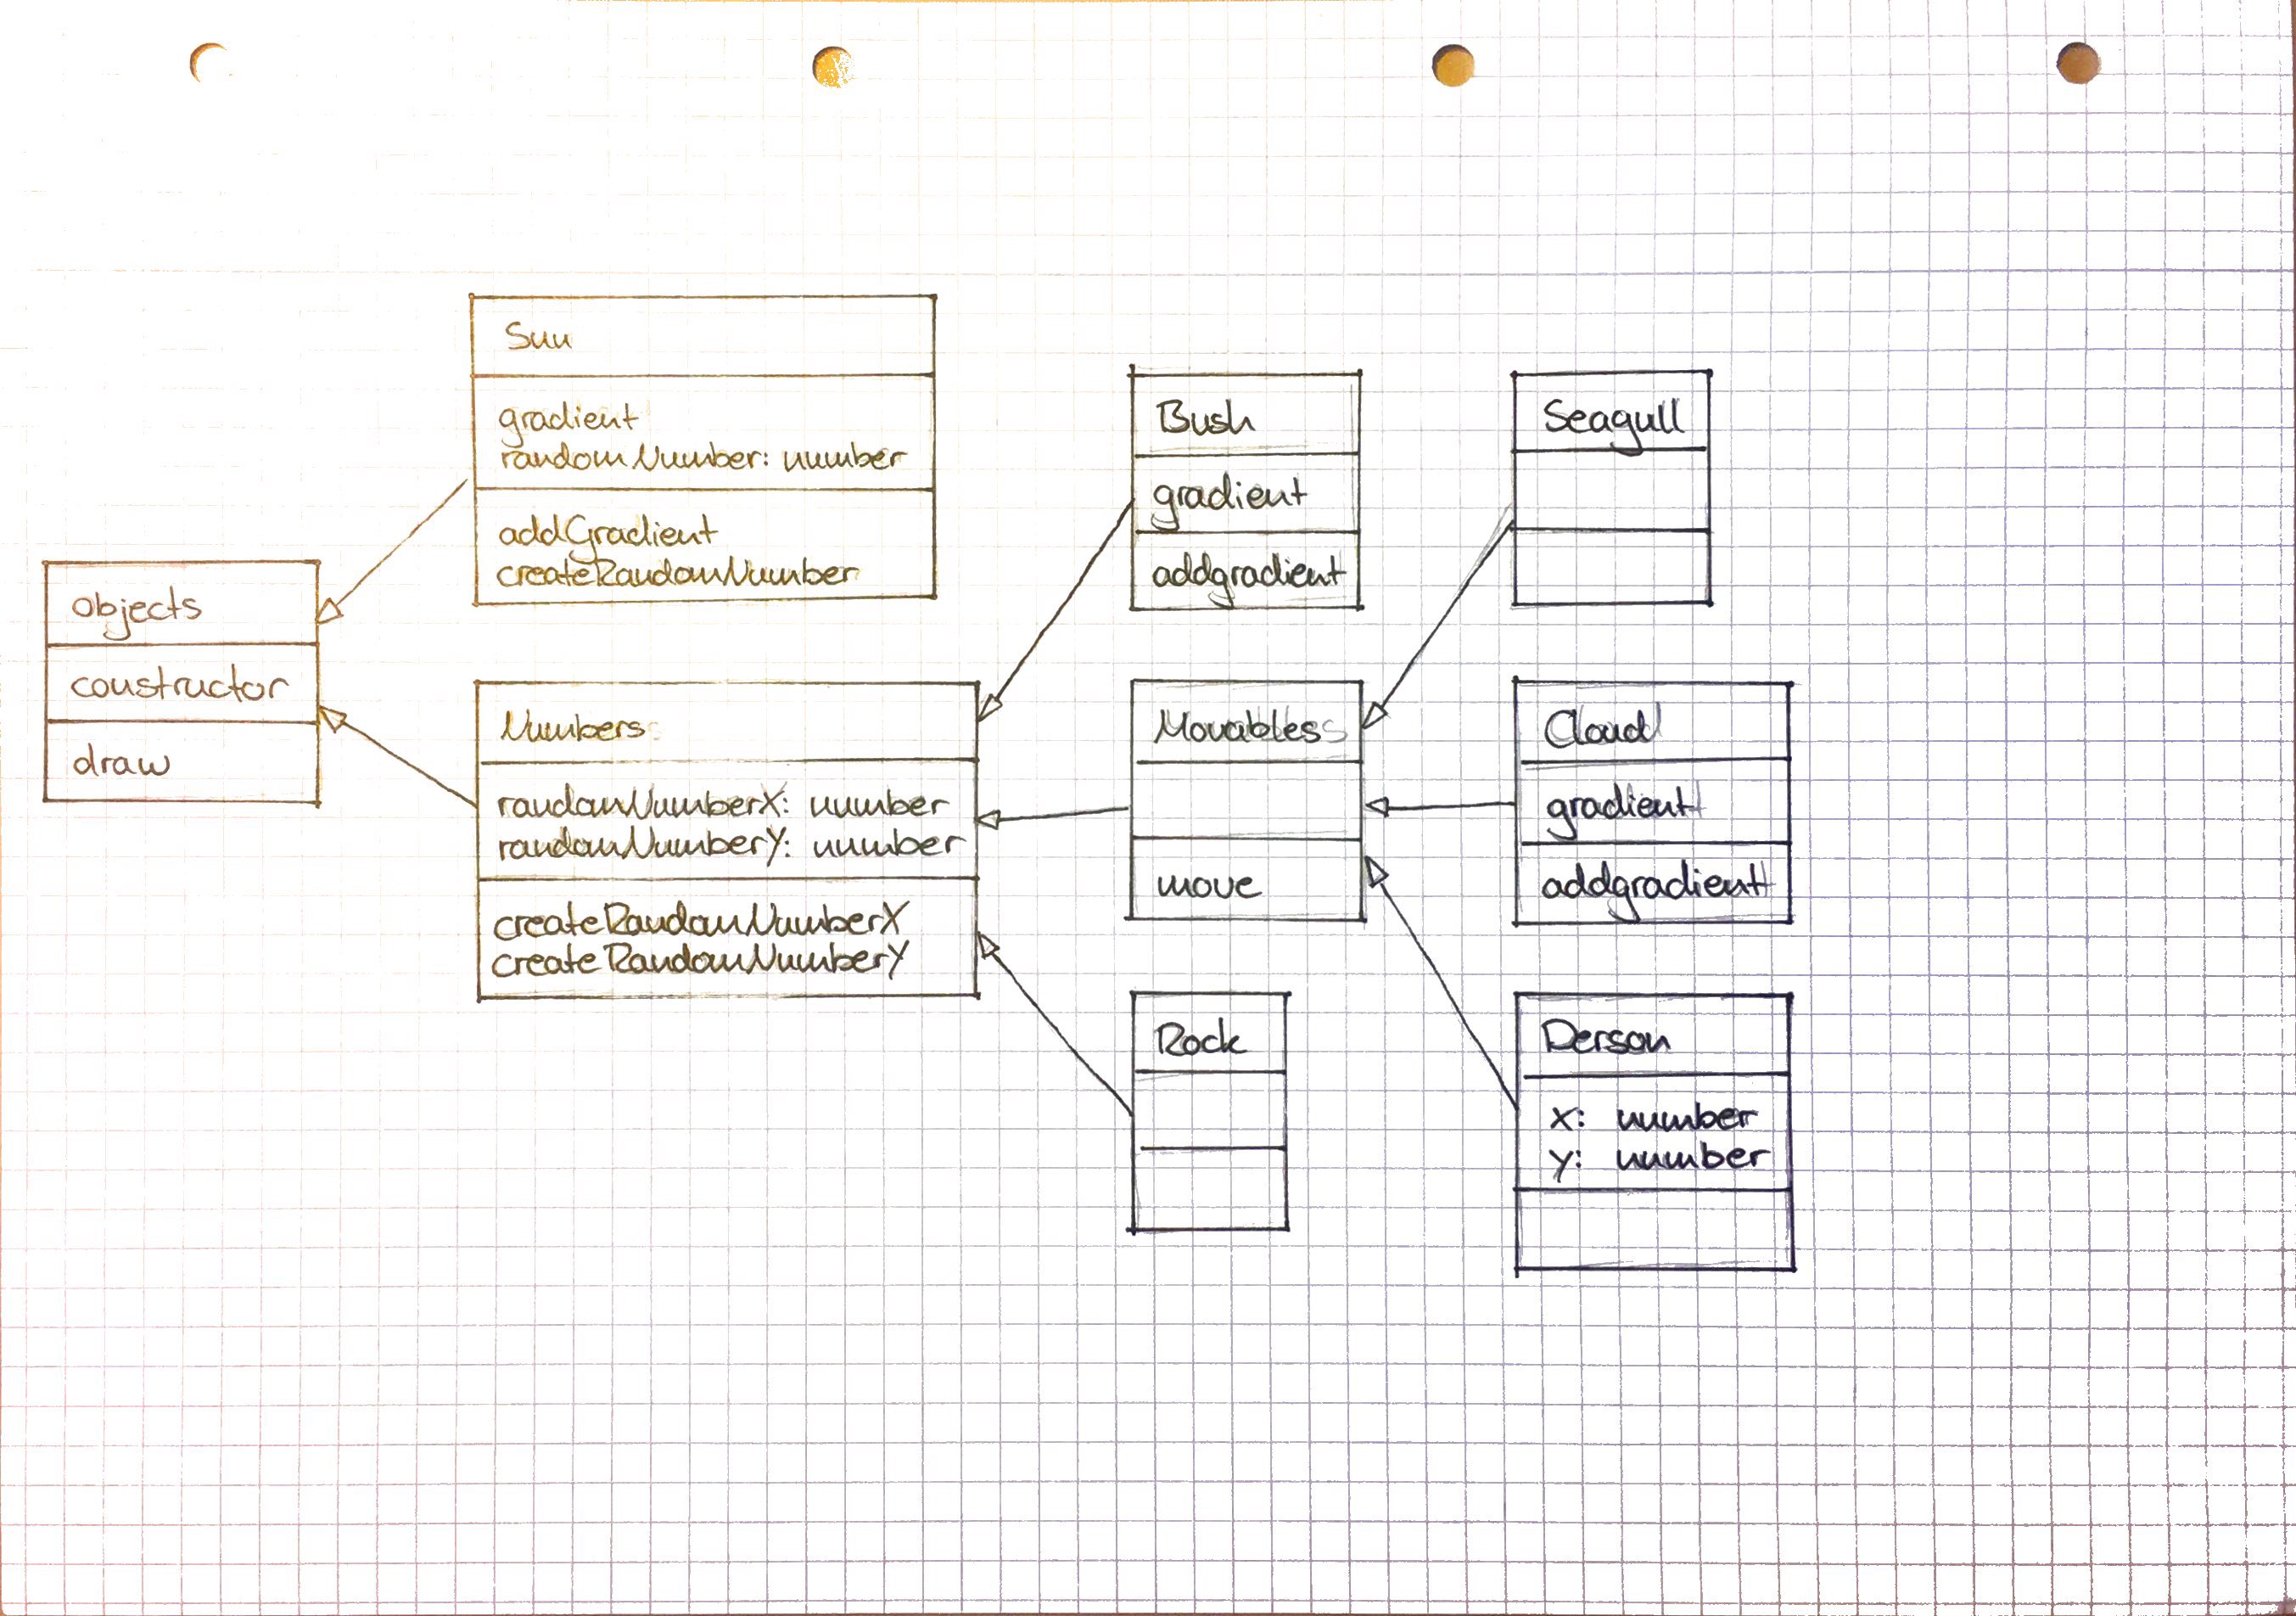 Sun
gradient
randomNumber: number
addGradient
createRandomNumber
objects
constructor
draw
Numbers
randomNumberX: number
randomNumberY: number
createRandomNumberX
createRandomNumberY
Bush
gradient
addgradient
Movables
move
Rock
Seagull
Cloud
gradient
addgradient
Person
x: number
y: number